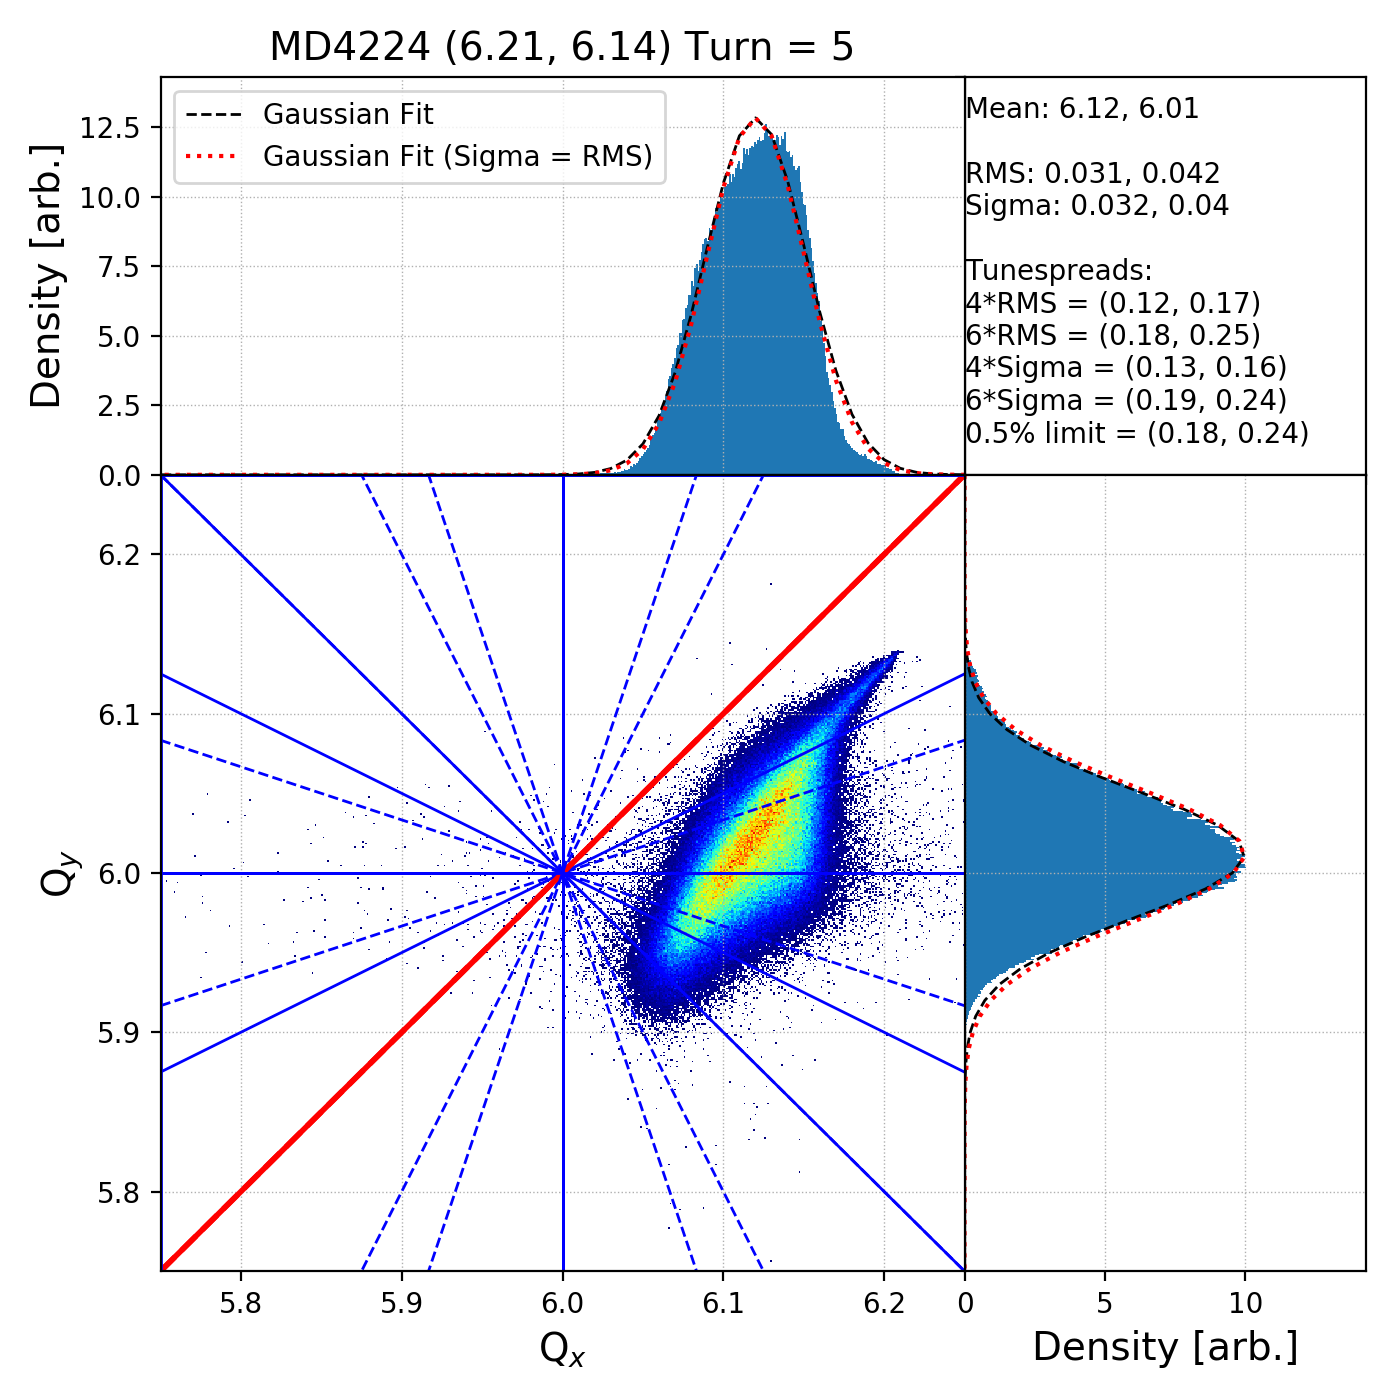 MD4224 (6.21, 6.14) Turn = 5
Gaussian Fit
Gaussian Fit (Sigma = RMS)
Density [arb.]
12.5
10.0
7.5
5.0
2.5
0.0
Mean: 6.12, 6.01
RMS: 0.031, 0.042
Sigma: 0.032, 0.04
Tunespreads:
4*RMS = (0.12, 0.17)
6*RMS = (0.18, 0.25)
4*Sigma = (0.13, 0.16)
6*Sigma = (0.19, 0.24)
0.5% limit = (0.18, 0.24)
Qy
6.2
6.1
6.0
5.9
5.8
5.8 5.9 6.0 6.1 6.2
Qx
0 5 10
Density [arb.]